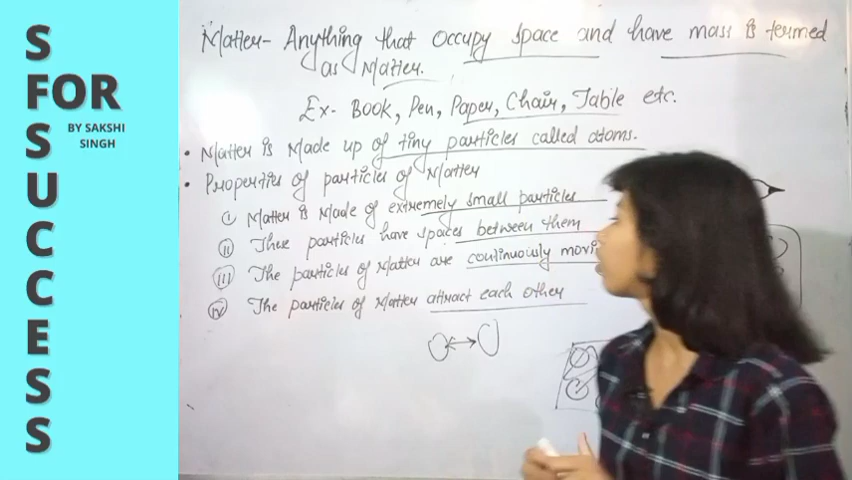 S FOR SUCCESS
BY SAKSHI
SINGH
Matter- Anything that occupy space and have mass is termed
as Matter.
Ex- Book, Pen, Paper, Chair, Table etc.
• Matter is Made up of tiny particles called atoms.
• Properties of particles of Matter
(i) Matter is Made of extremely small particles
(ii) These particles have spaces between them
(iii) The particles of Matter are continuously movi
(iv) The particles of Matter attract each other